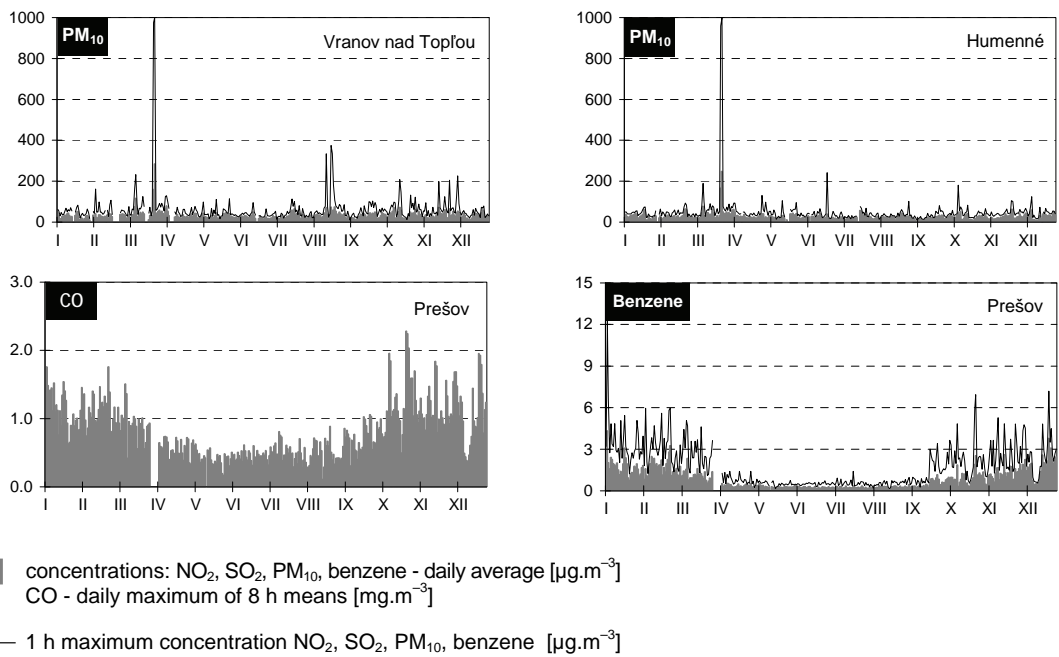 PM₁₀ Vranov nad Topľou
1000
800
600
400
200
0
I II III IV V VI VII VIII IX X XI XII
PM₁₀ Humenné
1000
800
600
400
200
0
I II III IV V VI VII VIII IX X XI XII
CO Prešov
3.0
2.0
1.0
0.0
I II III IV V VI VII VIII IX X XI XII
Benzene Prešov
15
12
9
6
3
0
I II III IV V VI VII VIII IX X XI XII
concentrations: NO₂, SO₂, PM₁₀, benzene - daily average [µg.m⁻³]
CO - daily maximum of 8 h means [mg.m⁻³]
1 h maximum concentration NO₂, SO₂, PM₁₀, benzene [µg.m⁻³]